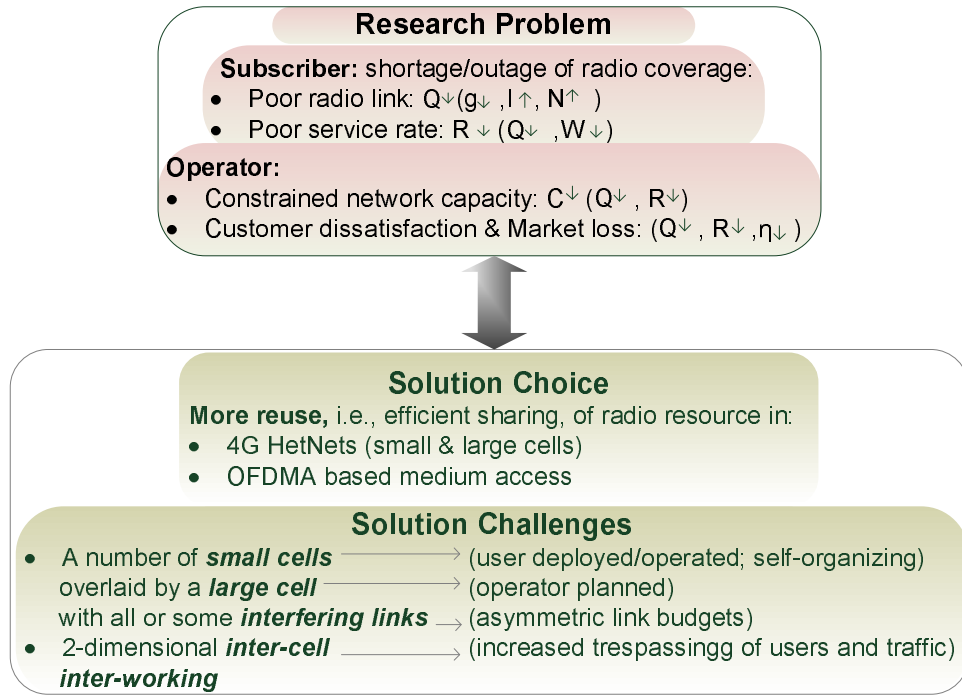 Research Problem
Subscriber: shortage/outage of radio coverage:
• Poor radio link: Q↓(g↓ ,I ↑, N↑ )
• Poor service rate: R ↓ (Q↓ ,W↓)
Operator:
• Constrained network capacity: C↓ (Q↓ , R↓)
• Customer dissatisfaction & Market loss: (Q↓ , R↓ ,η↓ )
Solution Choice
More reuse, i.e., efficient sharing, of radio resource in:
• 4G HetNets (small & large cells)
• OFDMA based medium access
Solution Challenges
• A number of small cells → (user deployed/operated; self-organizing)
overlaid by a large cell → (operator planned)
with all or some interfering links → (asymmetric link budgets)
• 2-dimensional inter-cell → (increased trespassingg of users and traffic)
inter-working